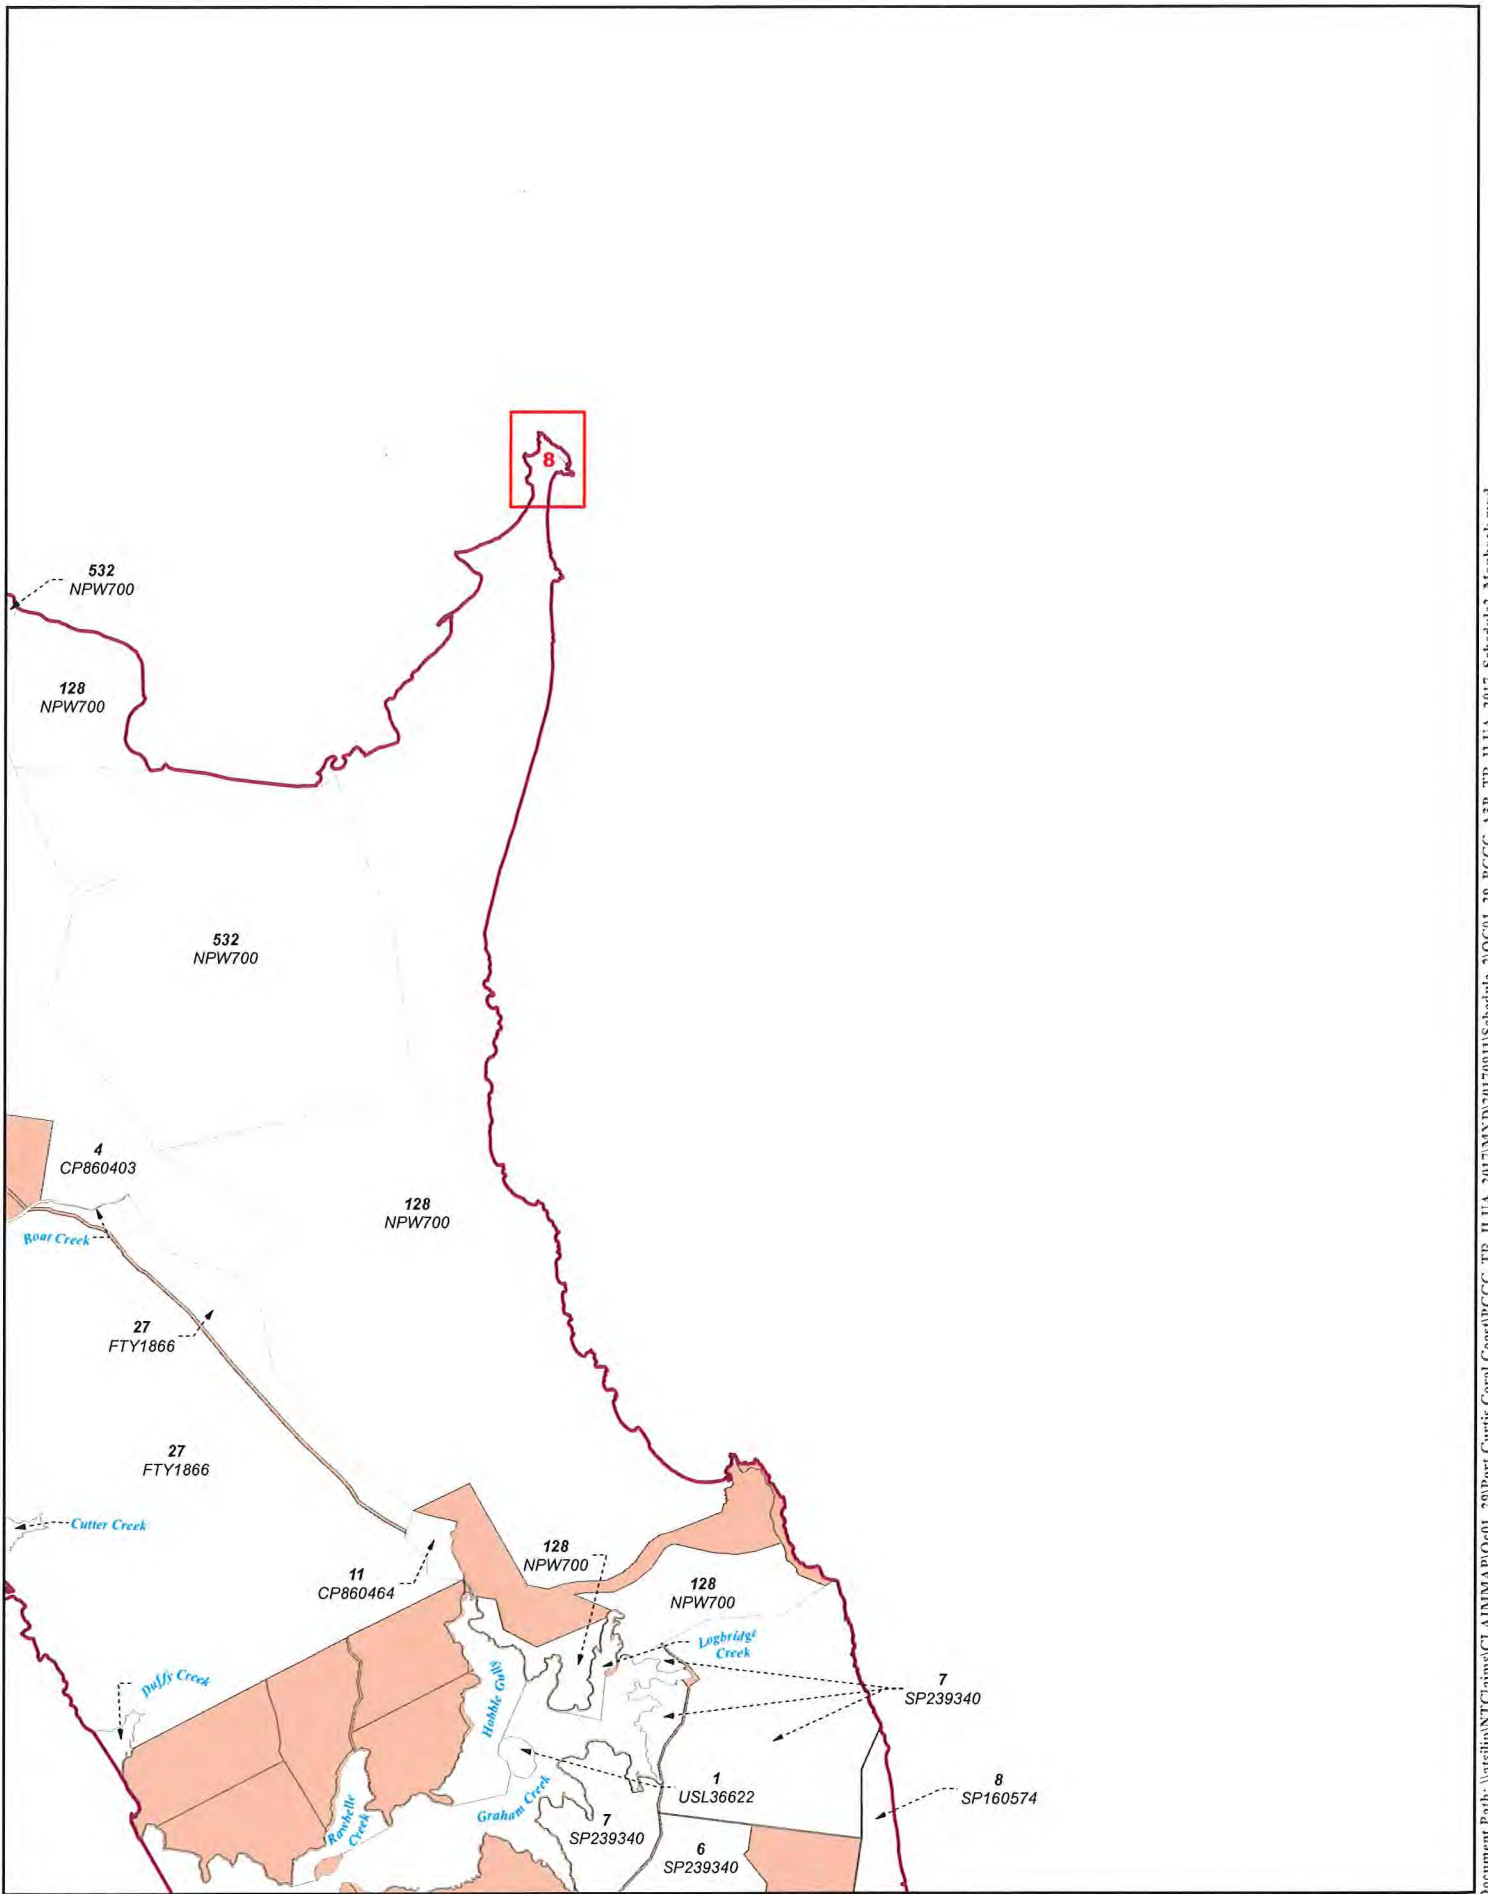 8
532
NPW700
128
NPW700
532
NPW700
4
CP860403
128
NPW700
Boat Creek
27
FTY1866
27
FTY1866
Cutter Creek
128
NPW700
11
CP860464
128
NPW700
Logbridge
Creek
Duffy Creek
Hobble Gully
7
SP239340
1
USL36622
8
SP160574
Graham Creek
Rawbelle
Creek
7
SP239340
6
SP239340